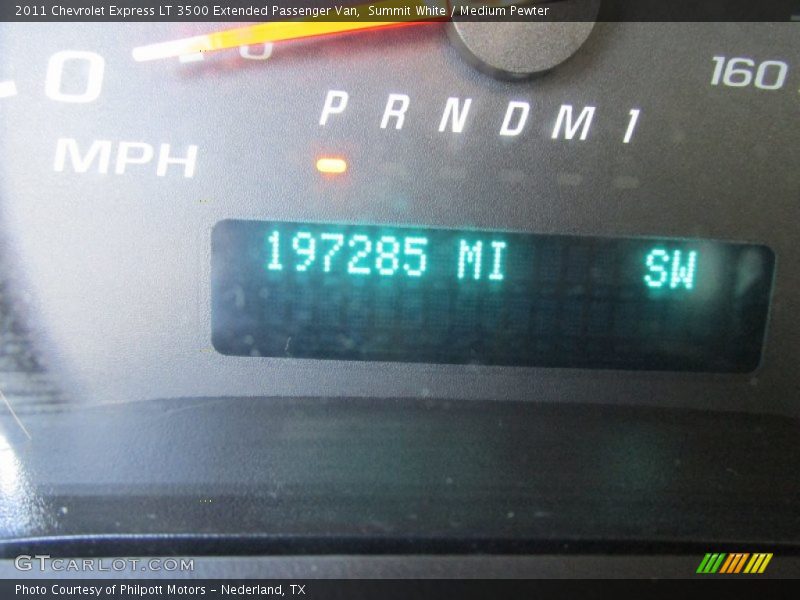 2011 Chevrolet Express LT 3500 Extended Passenger Van, Summit White / Medium Pewter
0
160
P R N D M 1
MPH
197285 MI SW
GTCARLOT.COM
Photo Courtesy of Philpott Motors - Nederland, TX